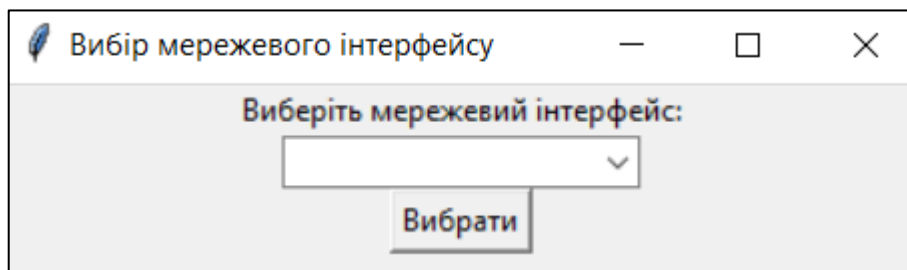 Вибір мережевого інтерфейсу
Виберіть мережевий інтерфейс:
Вибрати